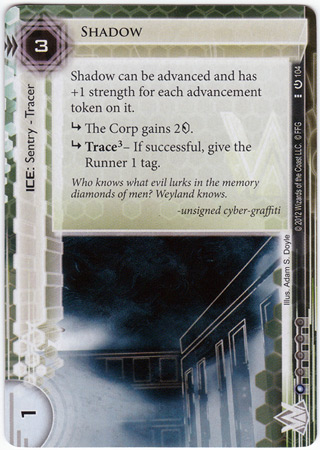 SHADOW
3
ICE: Sentry - Tracer
Shadow can be advanced and has
+1 strength for each advancement
token on it.
↳ The Corp gains 2
↳ Trace³– If successful, give the
Runner 1 tag.
Who knows what evil lurks in the memory
diamonds of men? Weyland knows.
-unsigned cyber-graffiti
104
© 2012 Wizards of the Coast LLC. © FFG
Illus. Adam S. Doyle
1